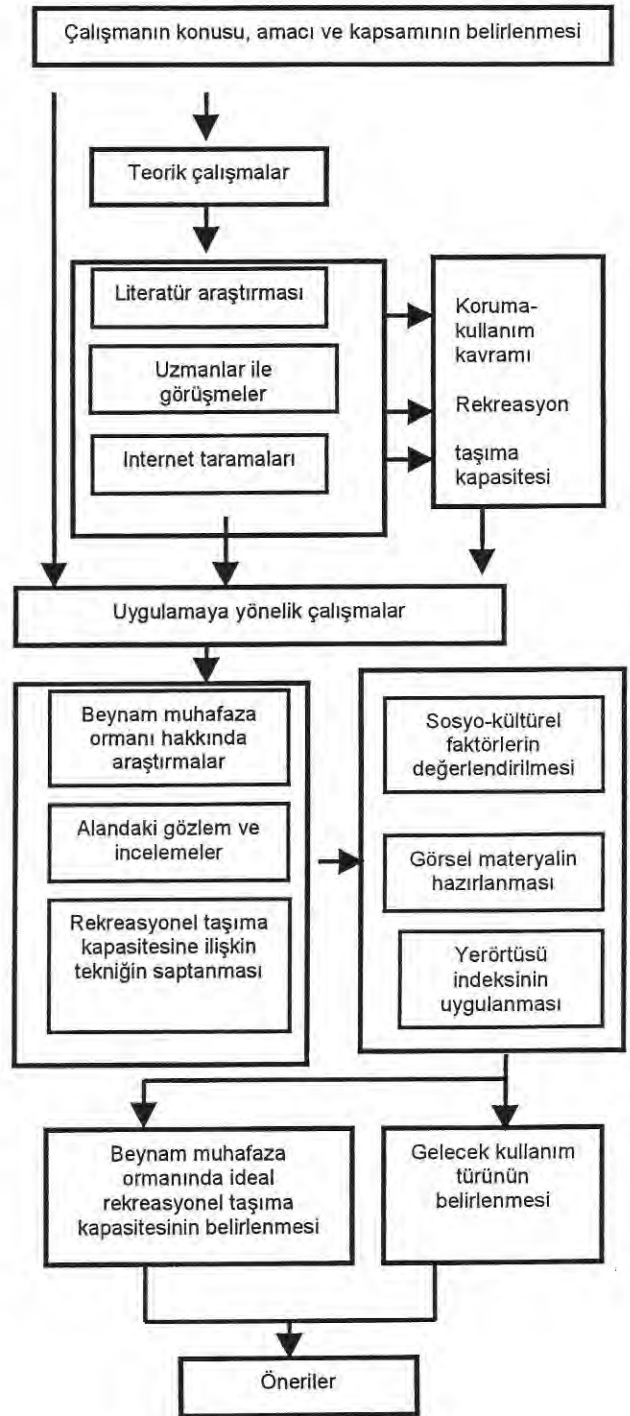 Çalışmanın konusu, amacı ve kapsamının belirlenmesi
Teorik çalışmalar
Literatür araştırması
Uzmanlar ile
görüşmeler
Internet taramaları
Koruma-
kullanım
kavramı
Rekreasyon
taşıma
kapasitesi
Uygulamaya yönelik çalışmalar
Beynam muhafaza
ormanı hakkında
araştırmalar
Alandaki gözlem ve
incelemeler
Rekreasyonel taşıma
kapasitesine ilişkin
tekniğin saptanması
Sosyo-kültürel
faktörlerin
değerlendirilmesi
Görsel materyalin
hazırlanması
Yerörtüsü
indeksinin
uygulanması
Beynam muhafaza
ormanında ideal
rekreasyonel taşıma
kapasitesinin belirlenmesi
Gelecek kullanım
türünün
belirlenmesi
Öneriler